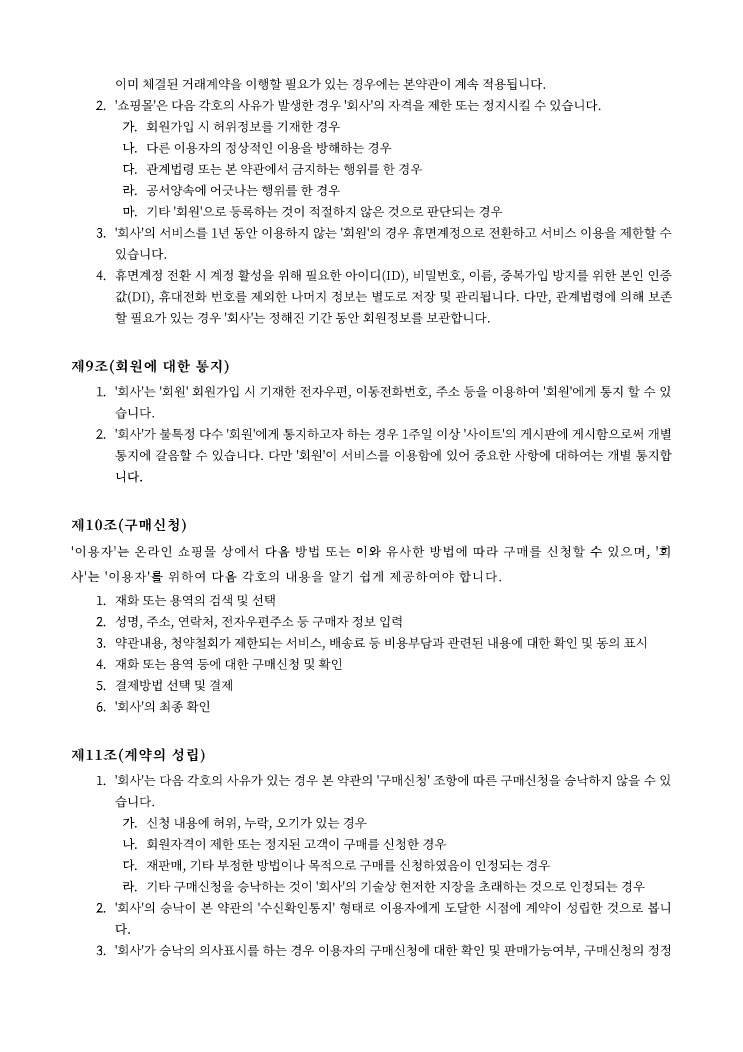 이미 체결된 거래계약을 이행할 필요가 있는 경우에는 본약관이 계속 적용됩니다.
2. '쇼핑몰'은 다음 각호의 사유가 발생한 경우 '회사'의 자격을 제한 또는 정지시킬 수 있습니다.
가. 회원가입 시 허위정보를 기재한 경우
나. 다른 이용자의 정상적인 이용을 방해하는 경우
다. 관계법령 또는 본 약관에서 금지하는 행위를 한 경우
라. 공서양속에 어긋나는 행위를 한 경우
마. 기타 '회원'으로 등록하는 것이 적절하지 않은 것으로 판단되는 경우
3. '회사'의 서비스를 1년 동안 이용하지 않는 '회원'의 경우 휴면계정으로 전환하고 서비스 이용을 제한할 수
있습니다.
4. 휴면계정 전환 시 계정 활성을 위해 필요한 아이디(ID), 비밀번호, 이름, 중복가입 방지를 위한 본인 인증
값(DI), 휴대전화 번호를 제외한 나머지 정보는 별도로 저장 및 관리됩니다. 다만, 관계법령에 의해 보존
할 필요가 있는 경우 '회사'는 정해진 기간 동안 회원정보를 보관합니다.
제9조(회원에 대한 통지)
1. '회사'는 '회원' 회원가입 시 기재한 전자우편, 이동전화번호, 주소 등을 이용하여 '회원'에게 통지 할 수 있
습니다.
2. '회사'가 불특정 다수 '회원'에게 통지하고자 하는 경우 1주일 이상 '사이트'의 게시판에 게시함으로써 개별
통지에 갈음할 수 있습니다. 다만 '회원'이 서비스를 이용함에 있어 중요한 사항에 대하여는 개별 통지합
니다.
제10조(구매신청)
'이용자'는 온라인 쇼핑몰 상에서 다음 방법 또는 이와 유사한 방법에 따라 구매를 신청할 수 있으며, '회
사'는 '이용자'를 위하여 다음 각호의 내용을 알기 쉽게 제공하여야 합니다.
1. 재화 또는 용역의 검색 및 선택
2. 성명, 주소, 연락처, 전자우편주소 등 구매자 정보 입력
3. 약관내용, 청약철회가 제한되는 서비스, 배송료 등 비용부담과 관련된 내용에 대한 확인 및 동의 표시
4. 재화 또는 용역 등에 대한 구매신청 및 확인
5. 결제방법 선택 및 결제
6. '회사'의 최종 확인
제11조(계약의 성립)
1. '회사'는 다음 각호의 사유가 있는 경우 본 약관의 '구매신청' 조항에 따른 구매신청을 승낙하지 않을 수 있
습니다.
가. 신청 내용에 허위, 누락, 오기가 있는 경우
나. 회원자격이 제한 또는 정지된 고객이 구매를 신청한 경우
다. 재판매, 기타 부정한 방법이나 목적으로 구매를 신청하였음이 인정되는 경우
라. 기타 구매신청을 승낙하는 것이 '회사'의 기술상 현저한 지장을 초래하는 것으로 인정되는 경우
2. '회사'의 승낙이 본 약관의 '수신확인통지' 형태로 이용자에게 도달한 시점에 계약이 성립한 것으로 봅니
다.
3. '회사'가 승낙의 의사표시를 하는 경우 이용자의 구매신청에 대한 확인 및 판매가능여부, 구매신청의 정정